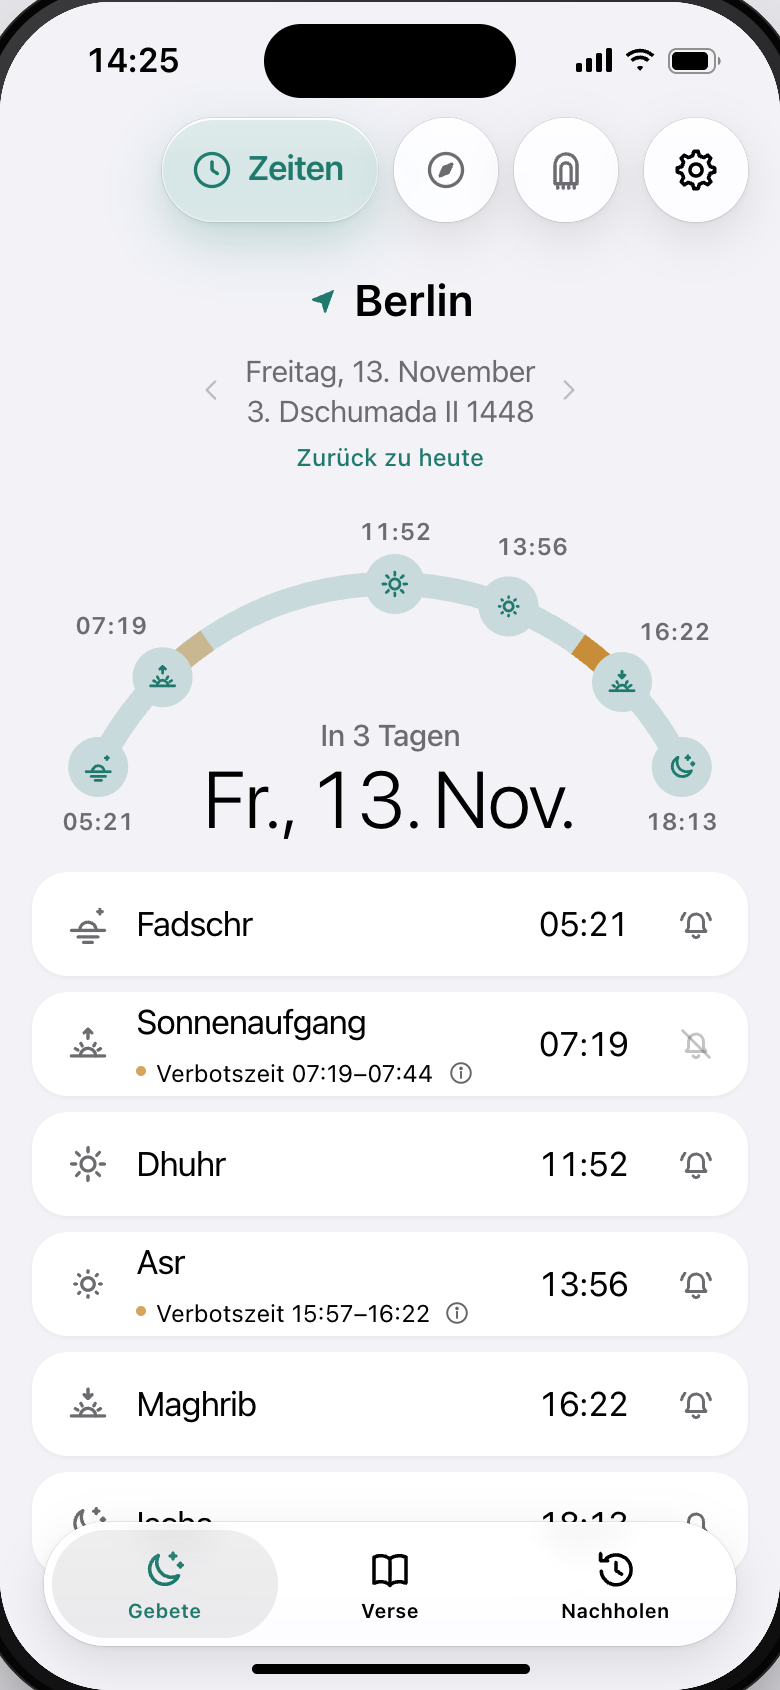 14:25
Zeiten
Berlin
Freitag, 13. November
3. Dschumada II 1448
Zurück zu heute
11:52
13:56
07:19
16:22
In 3 Tagen
Fr., 13. Nov.
05:21
18:13
Fadschr 05:21
Sonnenaufgang 07:19
Verbotszeit 07:19–07:44
Dhuhr 11:52
Asr 13:56
Verbotszeit 15:57–16:22
Maghrib 16:22
18:13
Gebete Verse Nachholen